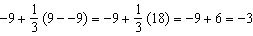 −9 + 1/3 (9 − −9) = −9 + 1/3 (18) = −9 + 6 = −3